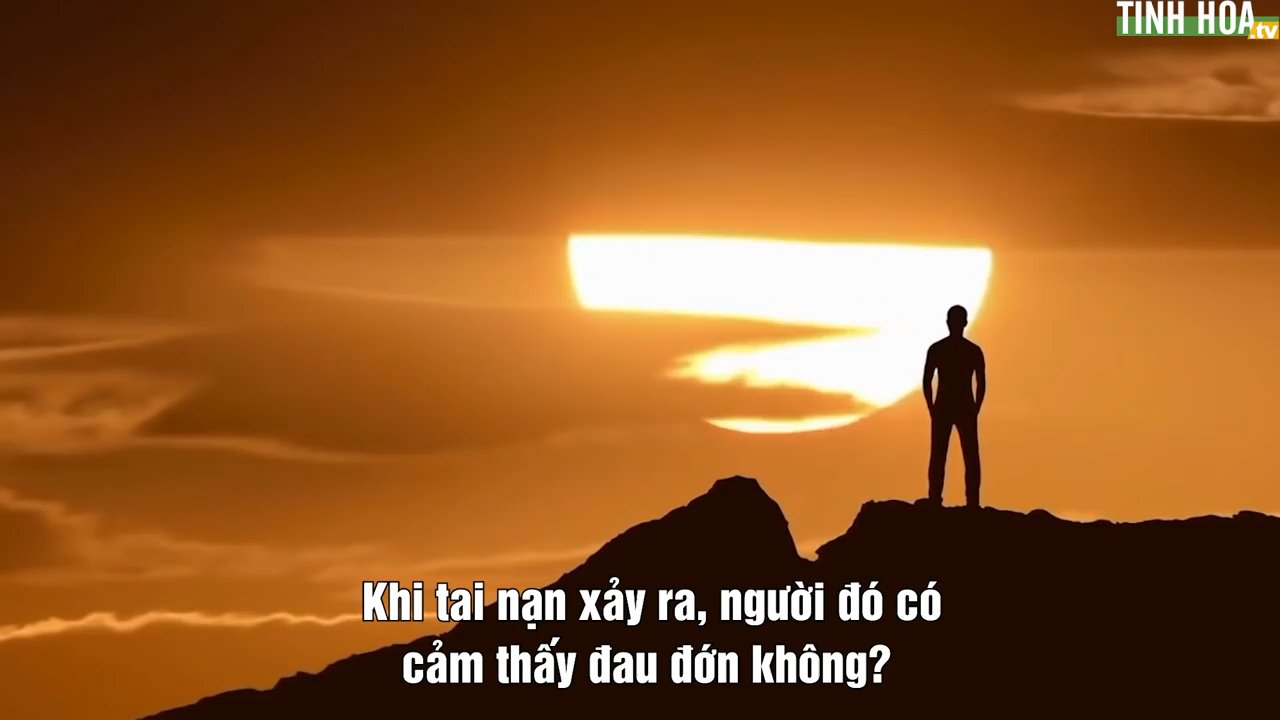 TINH HOA
.tv
Khi tai nạn xảy ra, người đó có
cảm thấy đau đớn không?